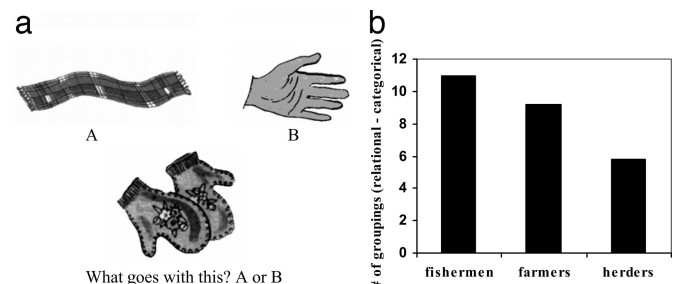 a
A
B
What goes with this? A or B
b
# of groupings (relational - categorical)
12
10
8
6
4
2
0
fishermen farmers herders